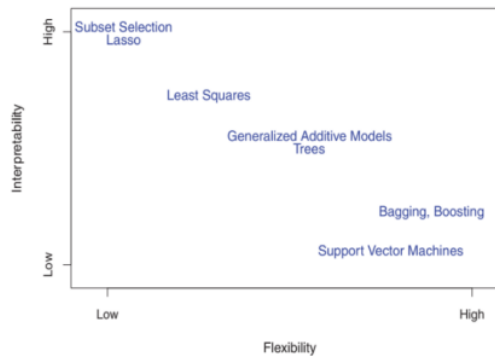 High
Low
Interpretability
Subset Selection
Lasso
Least Squares
Generalized Additive Models
Trees
Bagging, Boosting
Support Vector Machines
Low
High
Flexibility